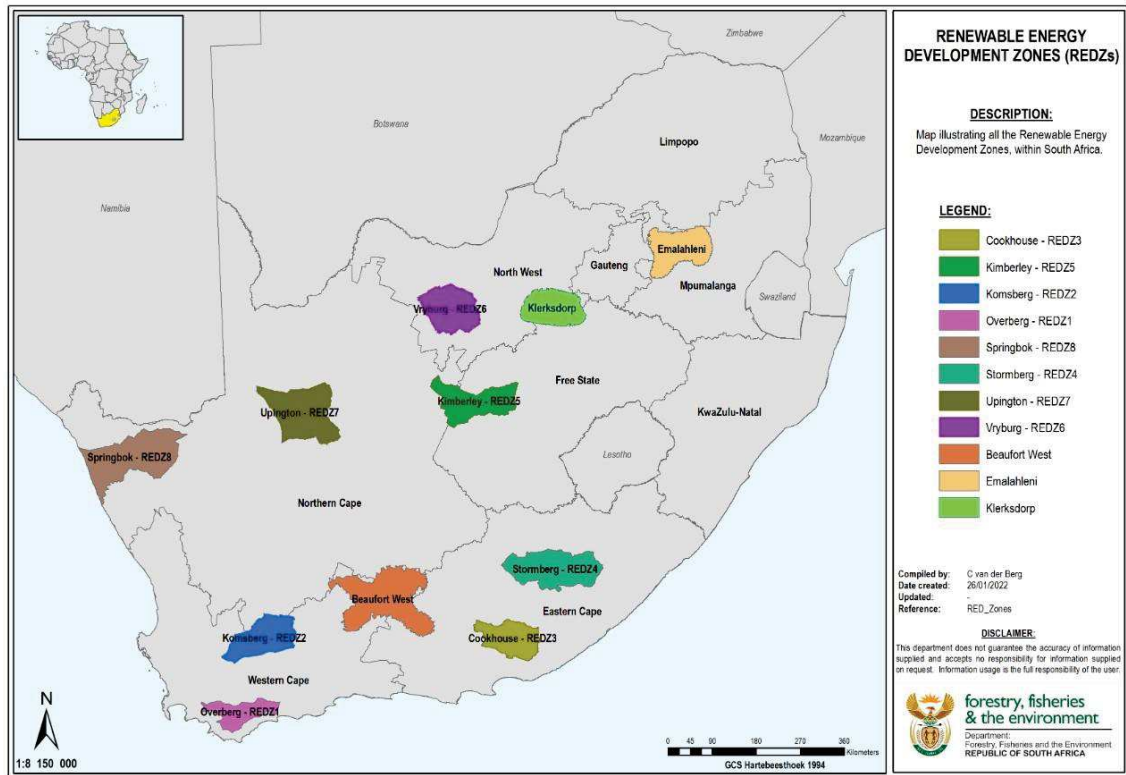 Zimbabwe
Botswana
Mozambique
Limpopo
Namibia
Emalahleni
North West
Gauteng
Mpumalanga
Swaziland
Vryburg - REDZ6
Klerksdorp
Free State
Kimberley - REDZ5
Upington - REDZ7
KwaZulu-Natal
Springbok - REDZ8
Lesotho
Northern Cape
Stormberg - REDZ4
Beaufort West
Eastern Cape
Komsberg - REDZ2
Cookhouse - REDZ3
Western Cape
Overberg - REDZ1
N
1:8 150 000
0 45 90 180 270 360
Kilometers
GCS Hartebeesthoek 1994
RENEWABLE ENERGY
DEVELOPMENT ZONES (REDZs)
DESCRIPTION:
Map illustrating all the Renewable Energy
Development Zones, within South Africa.
LEGEND:
Cookhouse - REDZ3
Kimberley - REDZ5
Komsberg - REDZ2
Overberg - REDZ1
Springbok - REDZ8
Stormberg - REDZ4
Upington - REDZ7
Vryburg - REDZ6
Beaufort West
Emalahleni
Klerksdorp
Compiled by: C van der Berg
Date created: 26/01/2022
Updated: -
Reference: RED_Zones
DISCLAIMER:
This department does not guarantee the accuracy of information
supplied and accepts no responsibility for information supplied
on request. Information usage is the full responsibility of the user.
forestry, fisheries
& the environment
Department:
Forestry, Fisheries and the Environment
REPUBLIC OF SOUTH AFRICA